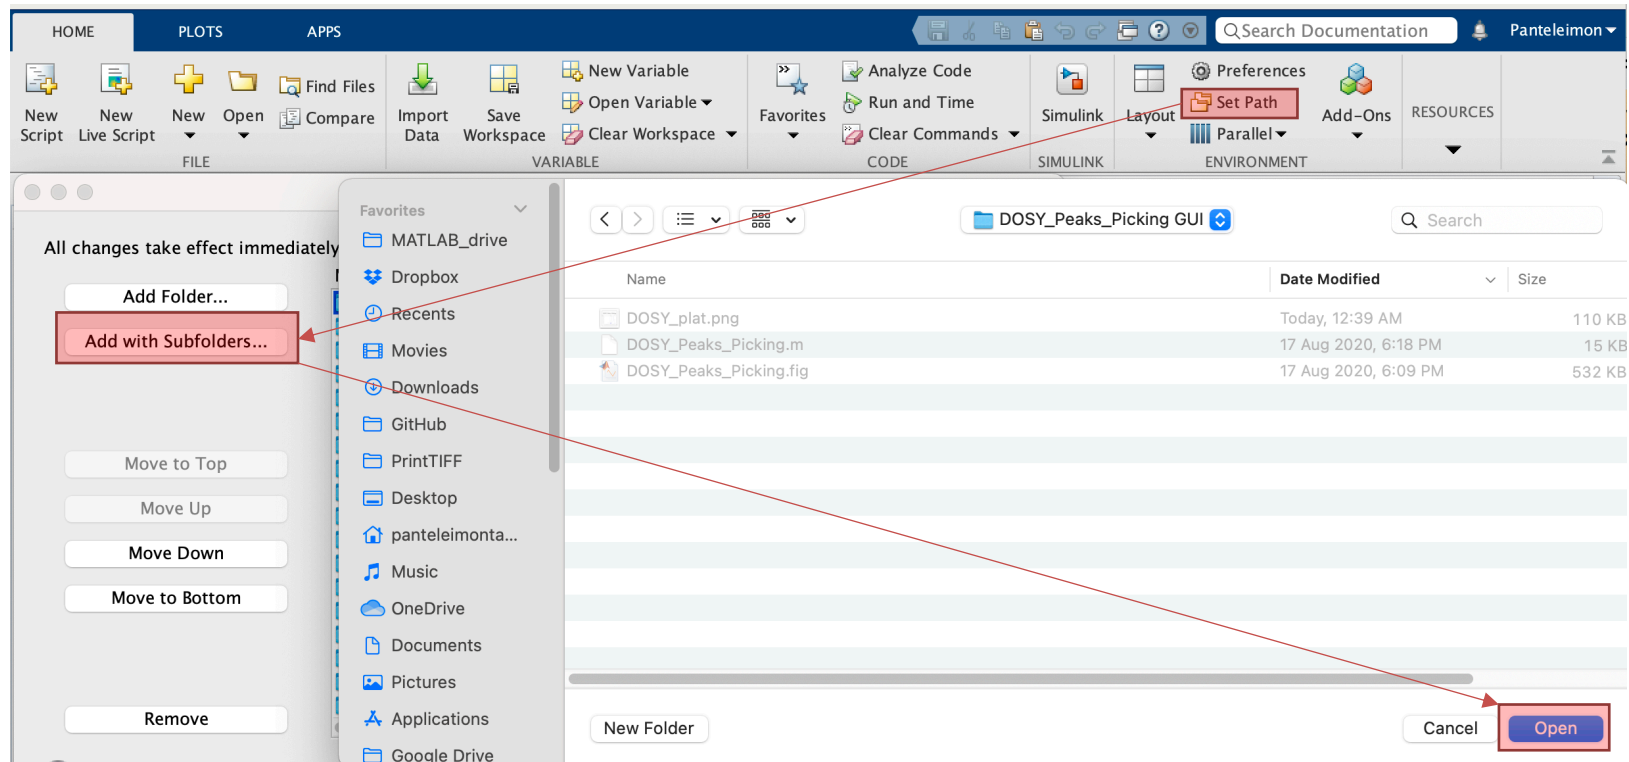 HOME PLOTS APPS Search Documentation Panteleimon
New Script
New Live Script
New
Open
Find Files
Compare
FILE
Import Data
Save Workspace
New Variable
Open Variable
Clear Workspace
VARIABLE
Favorites
Analyze Code
Run and Time
Clear Commands
CODE
Simulink
SIMULINK
Layout
Preferences
Set Path
Parallel
ENVIRONMENT
Add-Ons
RESOURCES
All changes take effect immediately
Add Folder...
Add with Subfolders...
Move to Top
Move Up
Move Down
Move to Bottom
Remove
Favorites
MATLAB_drive
Dropbox
Recents
Movies
Downloads
GitHub
PrintTIFF
Desktop
panteleimonta...
Music
OneDrive
Documents
Pictures
Applications
Google Drive
DOSY_Peaks_Picking GUI
Search
Name Date Modified Size
DOSY_plat.png Today, 12:39 AM 110 KB
DOSY_Peaks_Picking.m 17 Aug 2020, 6:18 PM 15 KB
DOSY_Peaks_Picking.fig 17 Aug 2020, 6:09 PM 532 KB
New Folder Cancel Open